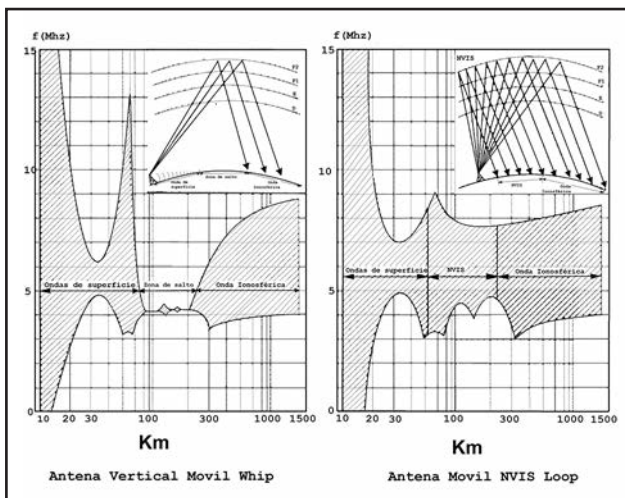 f(Mhz)
15
10
5
0
F2
F1
E
D
Onda de superficie
Zona de salto
Onda Ionosférica
Ondas de superficie
Zona de salto
Onda Ionosférica
10 20 30 100 300 1000 1500
Km
Antena Vertical Movil Whip
f(Mhz)
15
10
5
0
NVIS
F2
F1
E
D
NVIS
Onda Ionosférica
Ondas de superficie
NVIS
Onda Ionosférica
10 20 30 100 300 1000 1500
Km
Antena Movil NVIS Loop